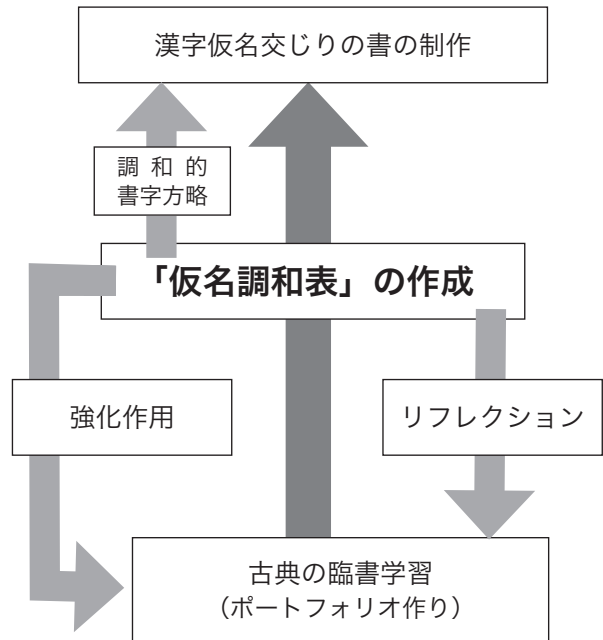 漢字仮名交じりの書の制作
調和的
書字方略
「仮名調和表」の作成
強化作用
リフレクション
古典の臨書学習
（ポートフォリオ作り）